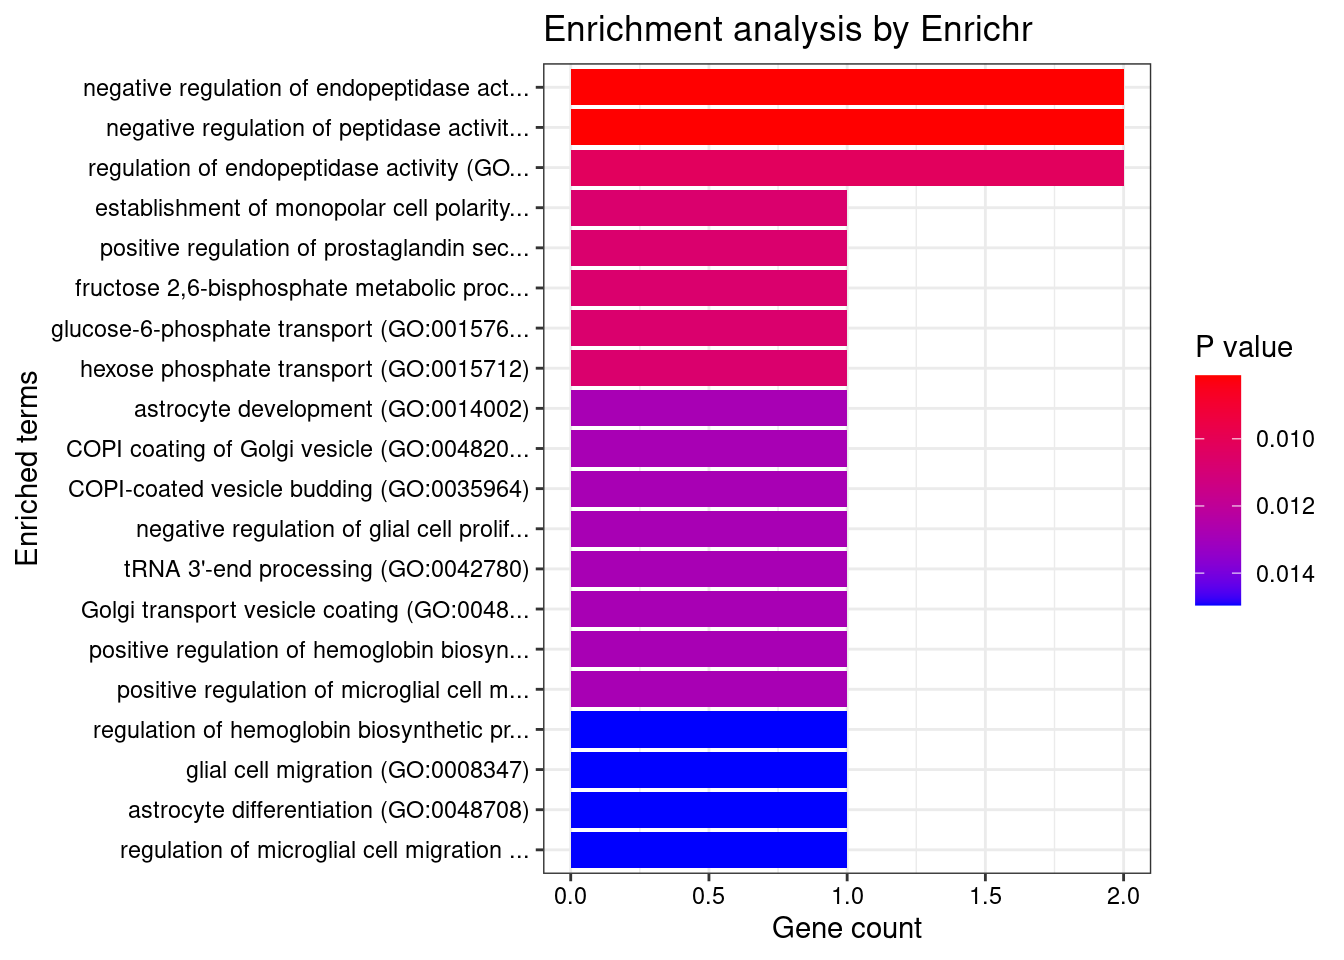 Enrichment analysis by Enrichr
negative regulation of endopeptidase act...
negative regulation of peptidase activit...
regulation of endopeptidase activity (GO...
establishment of monopolar cell polarity...
positive regulation of prostaglandin sec...
fructose 2,6-bisphosphate metabolic proc...
glucose-6-phosphate transport (GO:001576...
hexose phosphate transport (GO:0015712)
astrocyte development (GO:0014002)
COPI coating of Golgi vesicle (GO:004820...
COPI-coated vesicle budding (GO:0035964)
negative regulation of glial cell prolif...
tRNA 3'-end processing (GO:0042780)
Golgi transport vesicle coating (GO:0048...
positive regulation of hemoglobin biosyn...
positive regulation of microglial cell m...
regulation of hemoglobin biosynthetic pr...
glial cell migration (GO:0008347)
astrocyte differentiation (GO:0048708)
regulation of microglial cell migration ...
Enriched terms
0.0 0.5 1.0 1.5 2.0
Gene count
P value
0.010
0.012
0.014